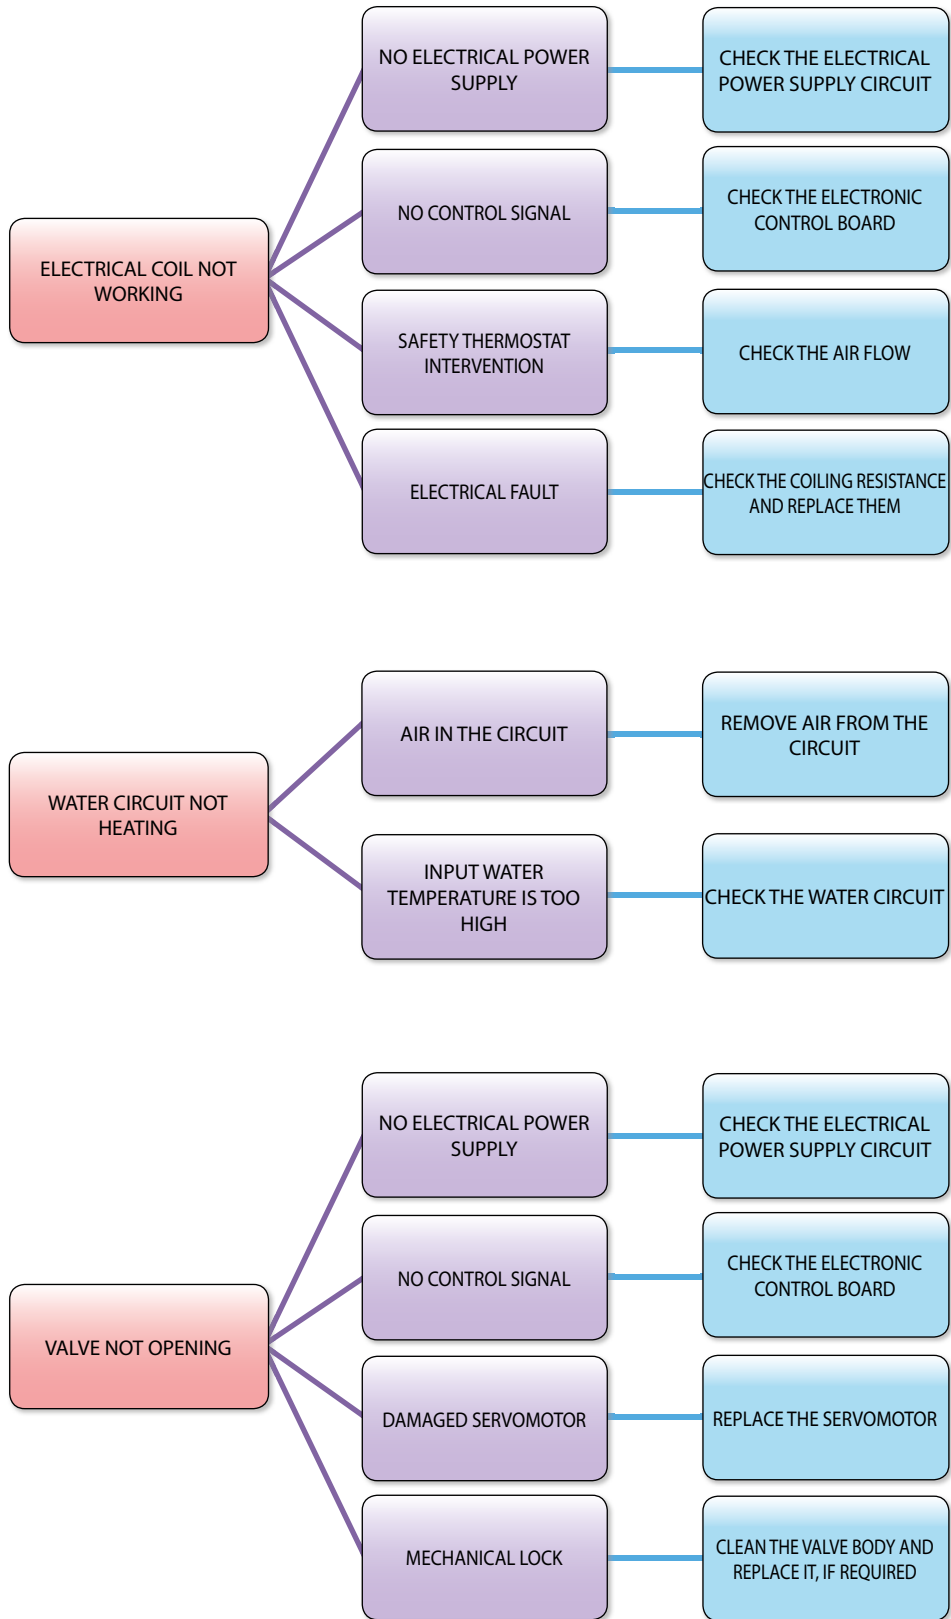 NO ELECTRICAL POWER
SUPPLY
CHECK THE ELECTRICAL
POWER SUPPLY CIRCUIT
ELECTRICAL COIL NOT
WORKING
NO CONTROL SIGNAL
CHECK THE ELECTRONIC
CONTROL BOARD
SAFETY THERMOSTAT
INTERVENTION
CHECK THE AIR FLOW
ELECTRICAL FAULT
CHECK THE COILING RESISTANCE
AND REPLACE THEM
WATER CIRCUIT NOT
HEATING
AIR IN THE CIRCUIT
REMOVE AIR FROM THE
CIRCUIT
INPUT WATER
TEMPERATURE IS TOO
HIGH
CHECK THE WATER CIRCUIT
VALVE NOT OPENING
NO ELECTRICAL POWER
SUPPLY
CHECK THE ELECTRICAL
POWER SUPPLY CIRCUIT
NO CONTROL SIGNAL
CHECK THE ELECTRONIC
CONTROL BOARD
DAMAGED SERVOMOTOR
REPLACE THE SERVOMOTOR
MECHANICAL LOCK
CLEAN THE VALVE BODY AND
REPLACE IT, IF REQUIRED